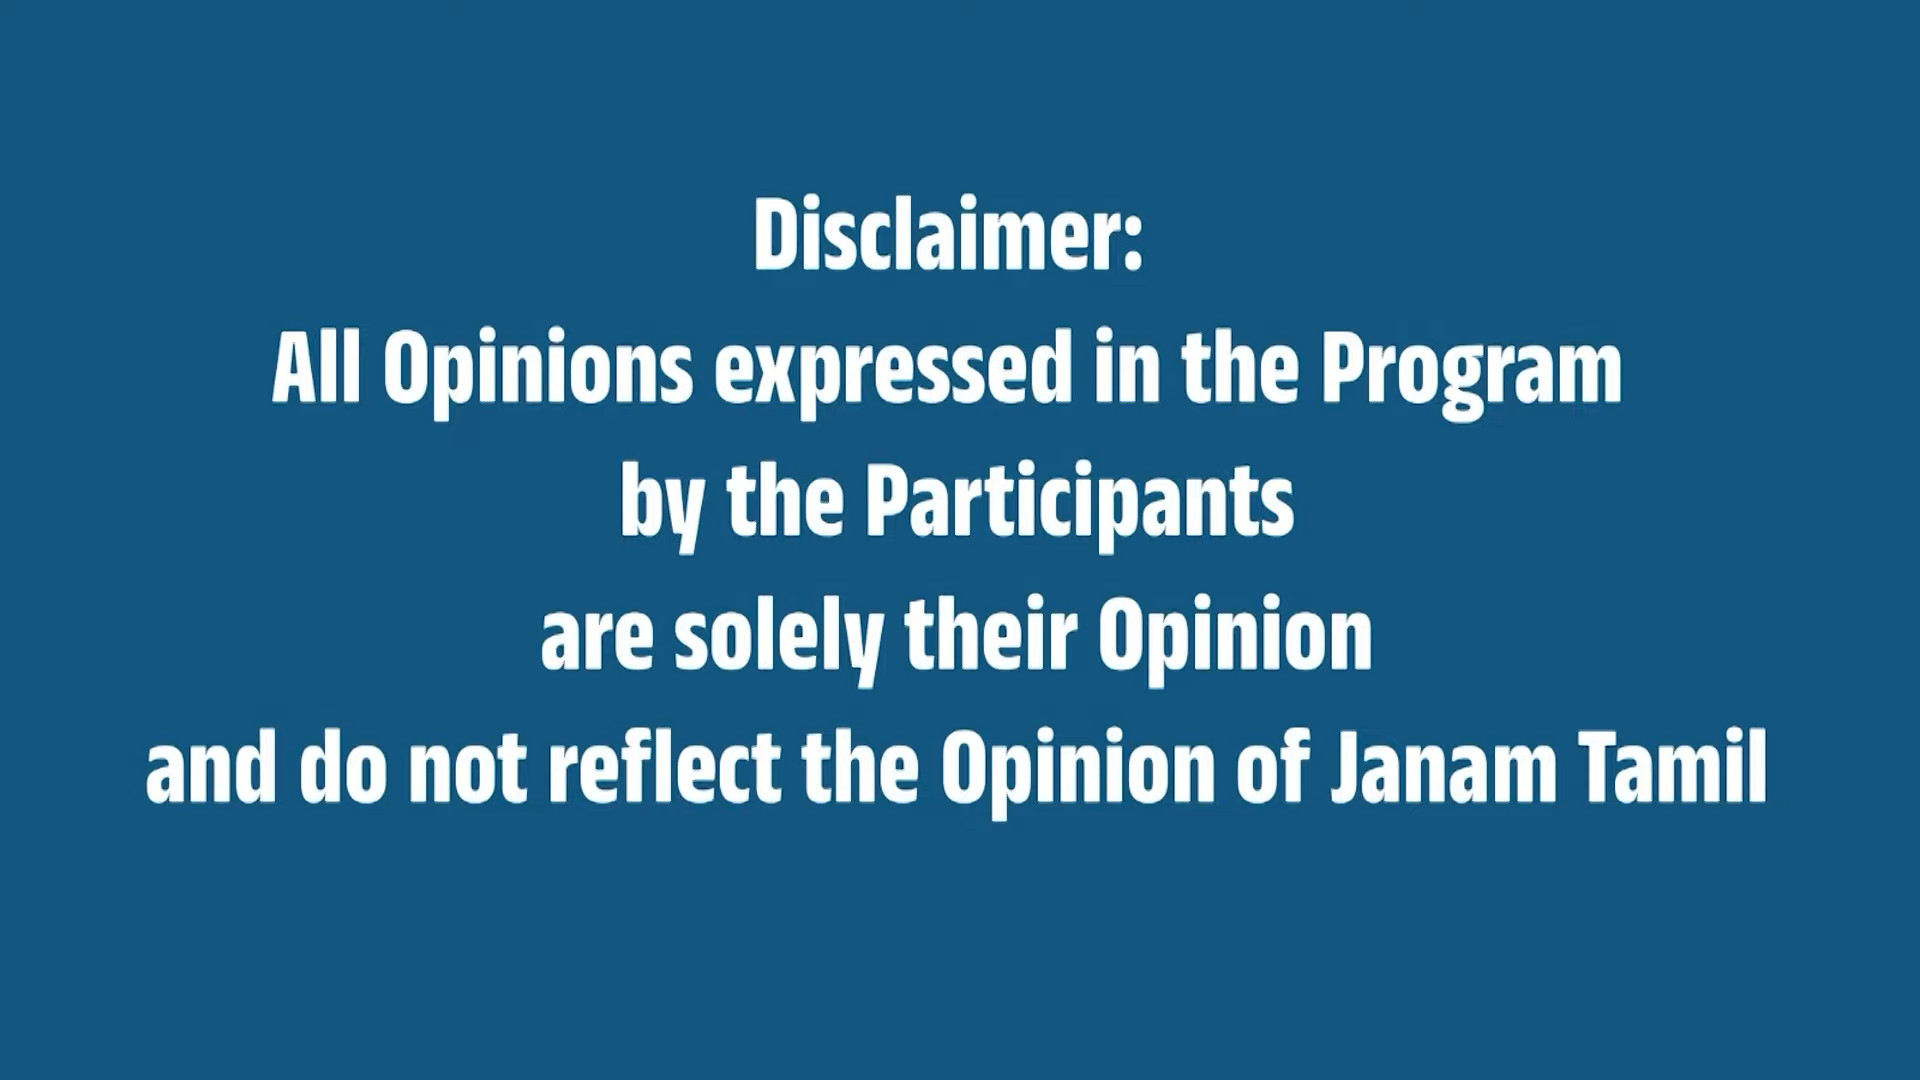 Disclaimer:
All Opinions expressed in the Program
by the Participants
are solely their Opinion
and do not reflect the Opinion of Janam Tamil